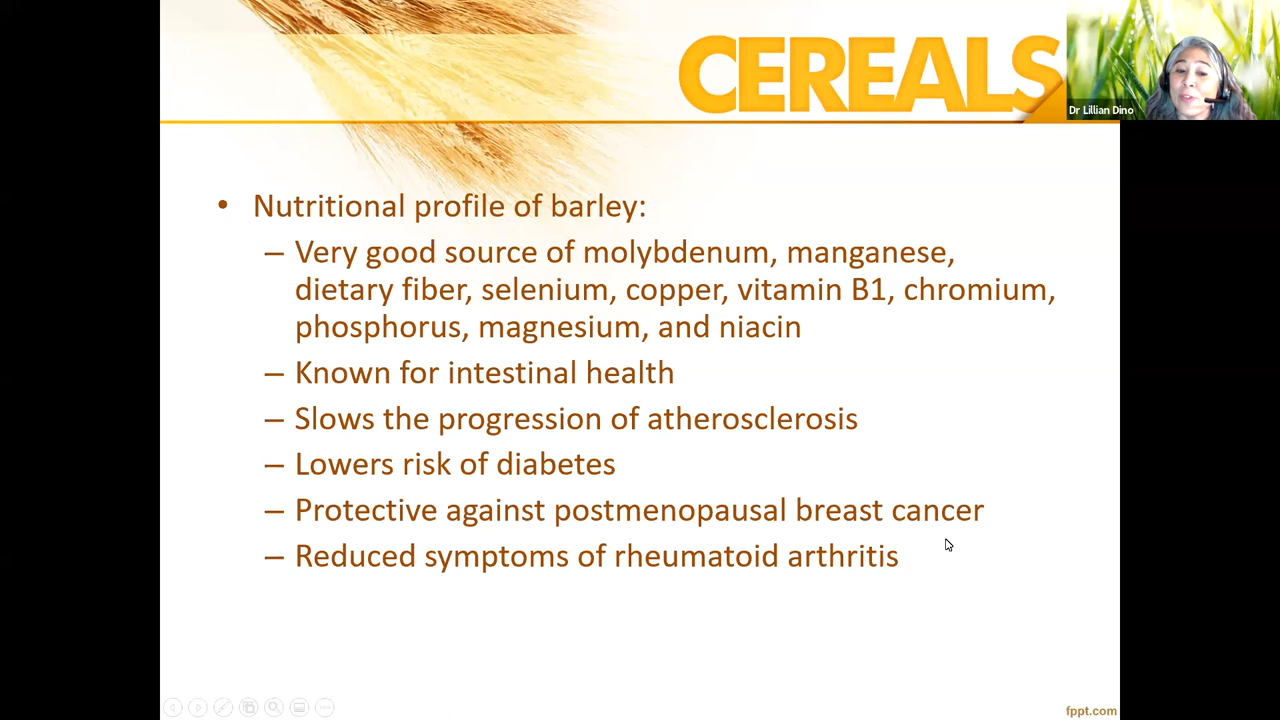 CEREALS
Dr Lillian Dino
• Nutritional profile of barley:
– Very good source of molybdenum, manganese,
dietary fiber, selenium, copper, vitamin B1, chromium,
phosphorus, magnesium, and niacin
– Known for intestinal health
– Slows the progression of atherosclerosis
– Lowers risk of diabetes
– Protective against postmenopausal breast cancer
– Reduced symptoms of rheumatoid arthritis
fppt.com